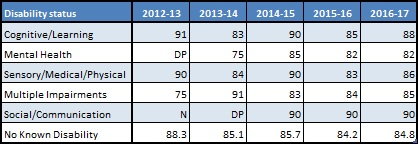 Disability status 2012-13 2013-14 2014-15 2015-16 2016-17
Cognitive/Learning 91 83 90 85 88
Mental Health DP 75 85 82 82
Sensory/Medical/Physical 90 84 90 83 86
Multiple Impairments 75 91 83 84 85
Social/Communication N DP 90 90 90
No Known Disability 88.3 85.1 85.7 84.2 84.8